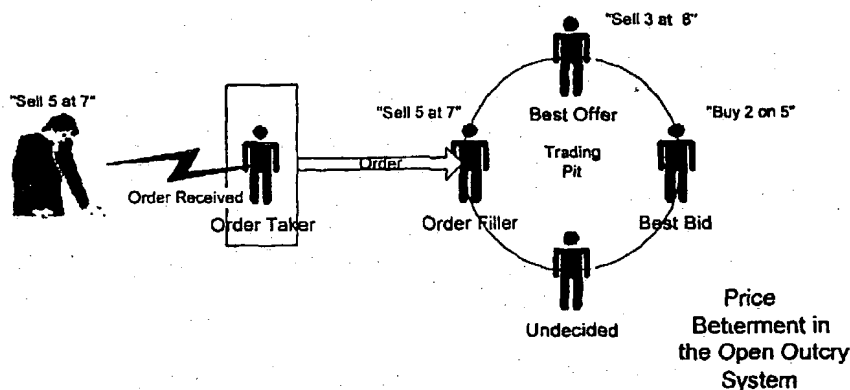 "Sell 3 at 8"
"Sell 5 at 7"
"Sell 5 at 7"
Best Offer
"Buy 2 on 5"
Trading
Pit
Order
Order Received
Order Taker
Order Filler
Best Bid
Undecided
Price
Betterment in
the Open Outcry
System